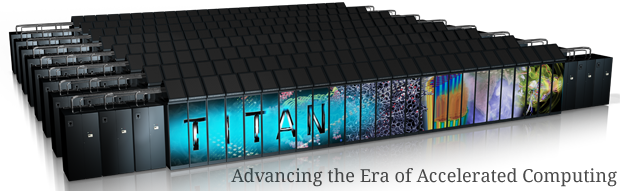 TITAN
Advancing the Era of Accelerated Computing